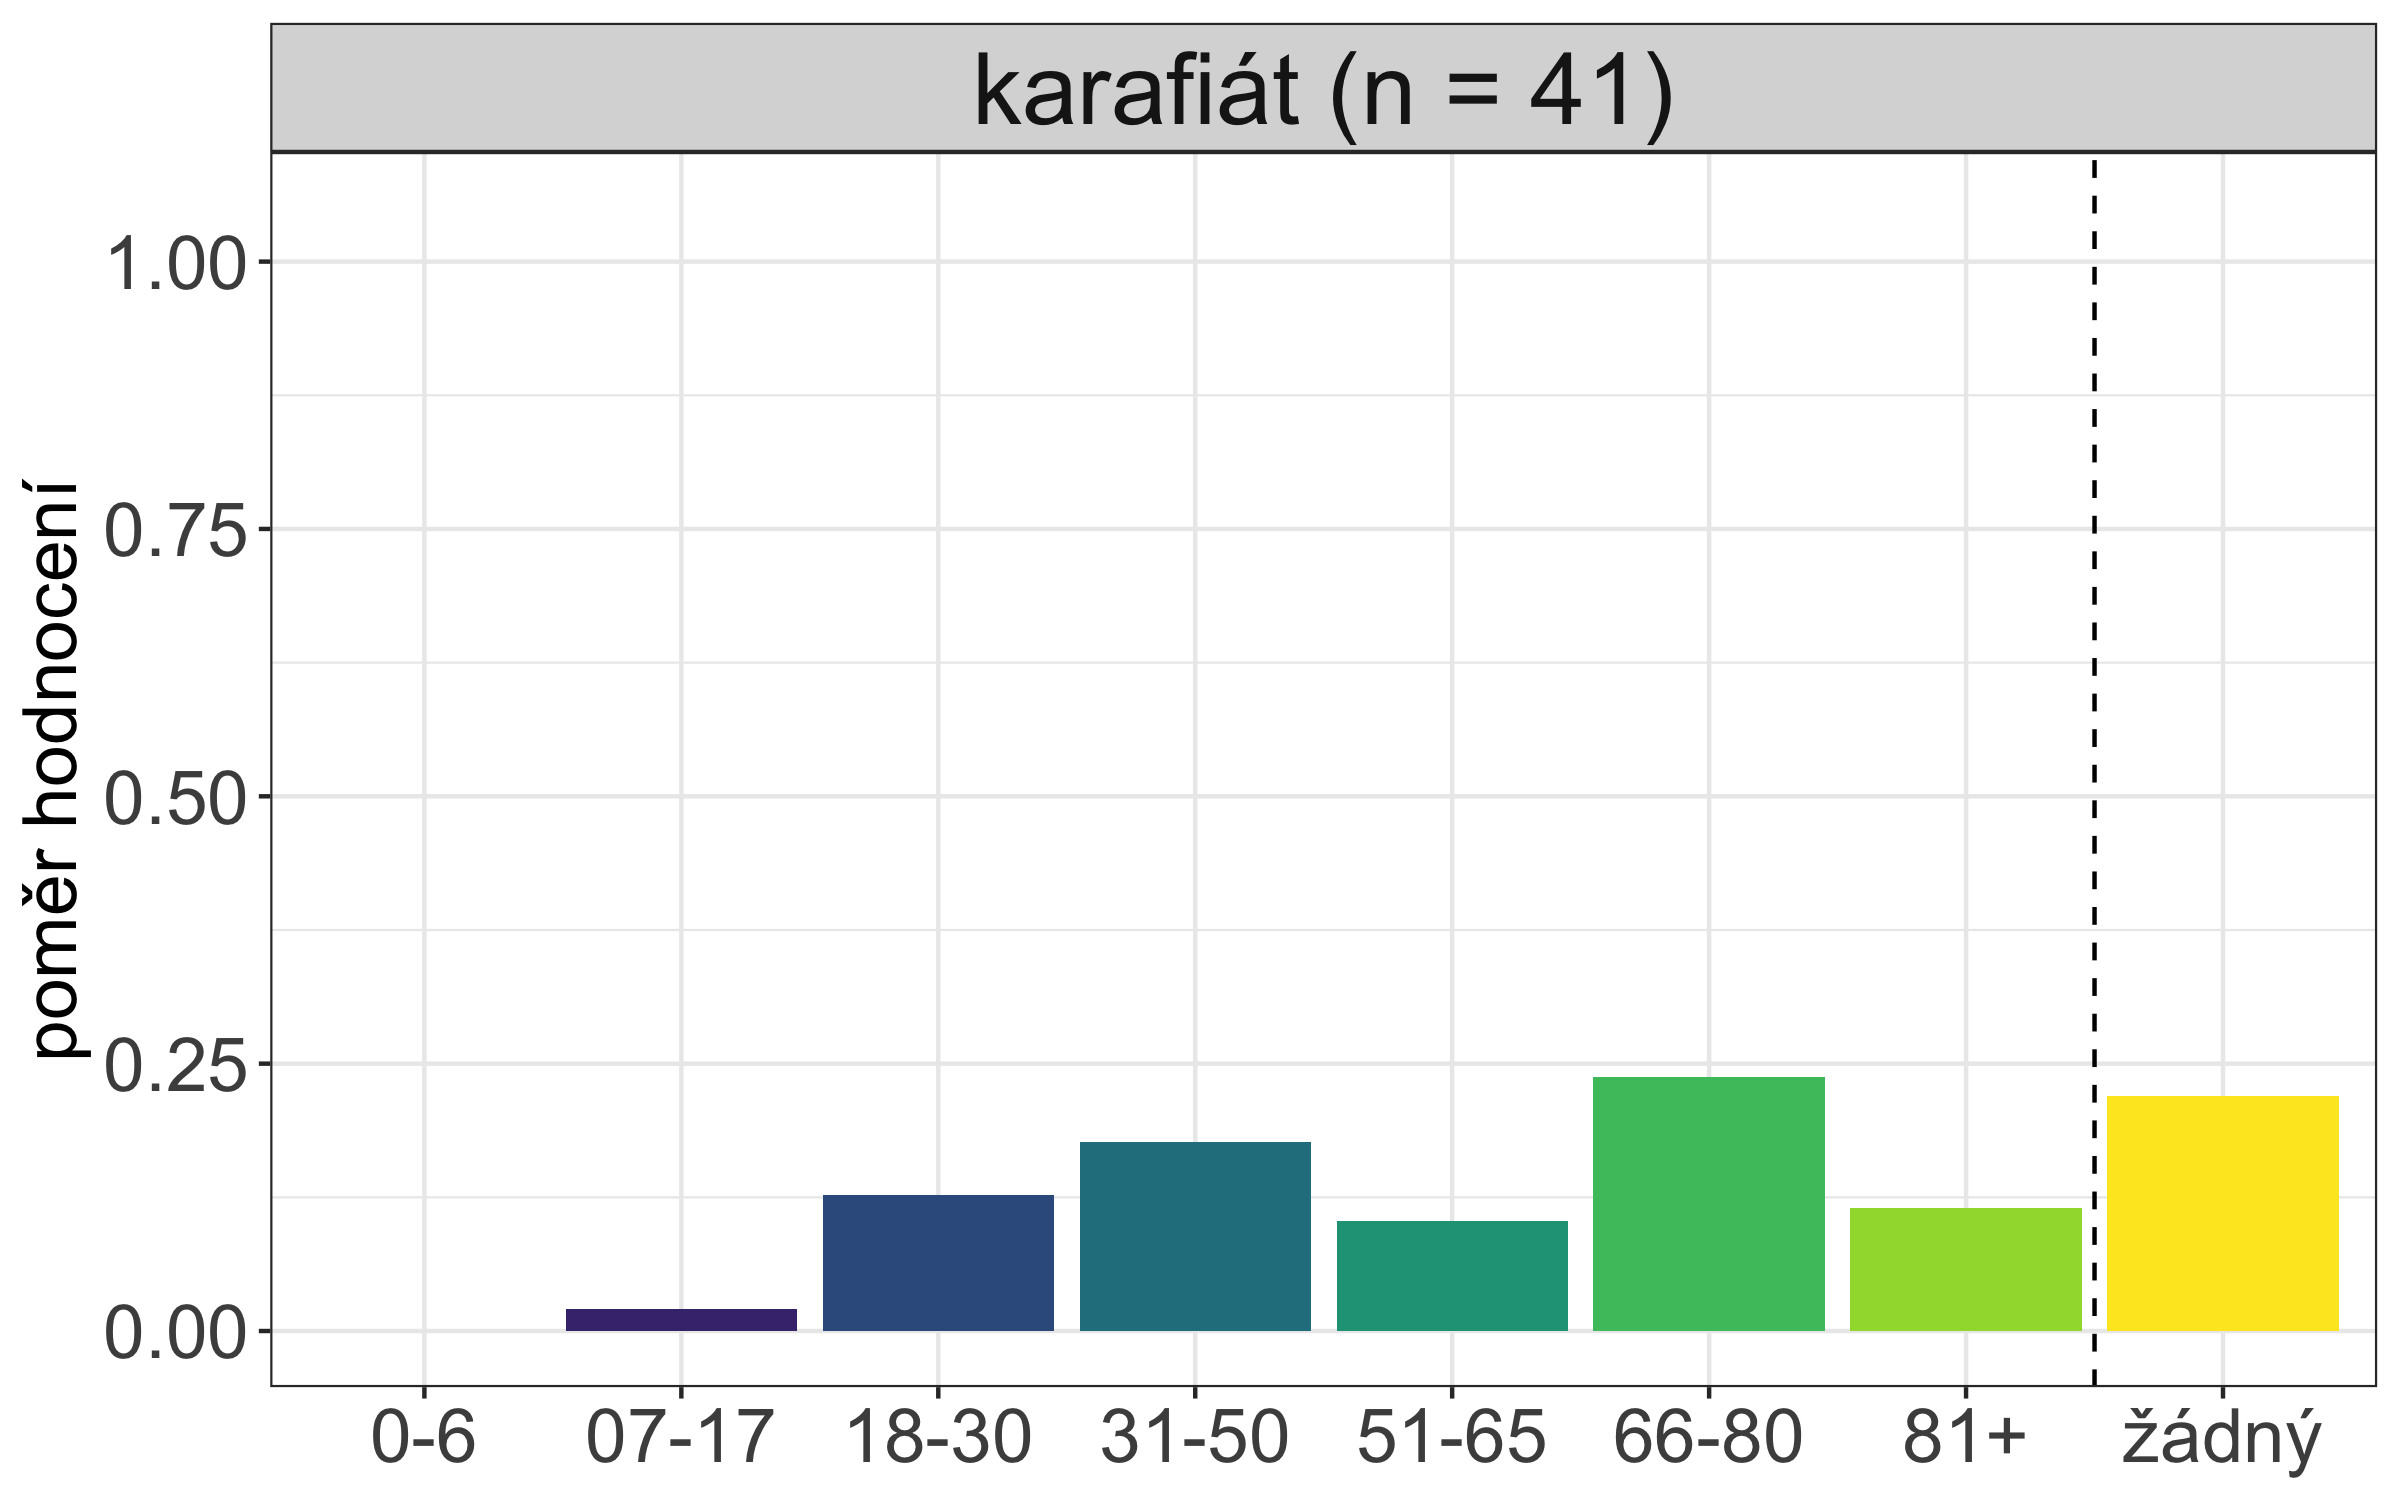 karafiát (n = 41)
poměr hodnocení
1.00
0.75
0.50
0.25
0.00
0-6 07-17 18-30 31-50 51-65 66-80 81+ žádný